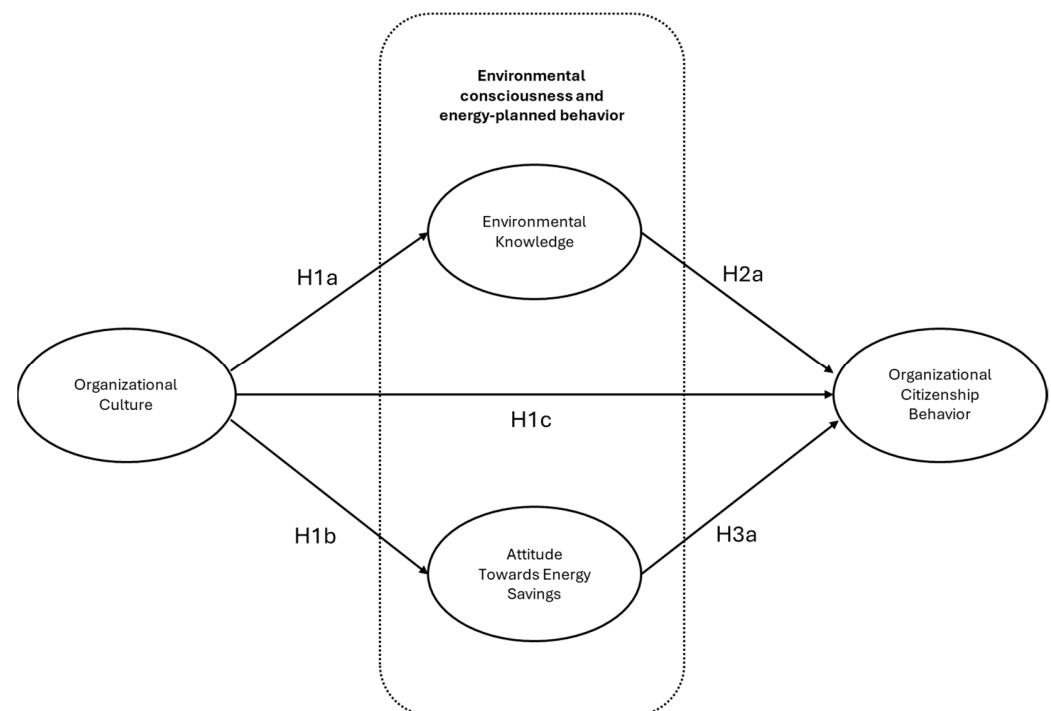 Environmental
consciousness and
energy-planned behavior
Environmental
Knowledge
H1a
H2a
Organizational
Culture
Organizational
Citizenship
Behavior
H1c
H1b
H3a
Attitude
Towards Energy
Savings